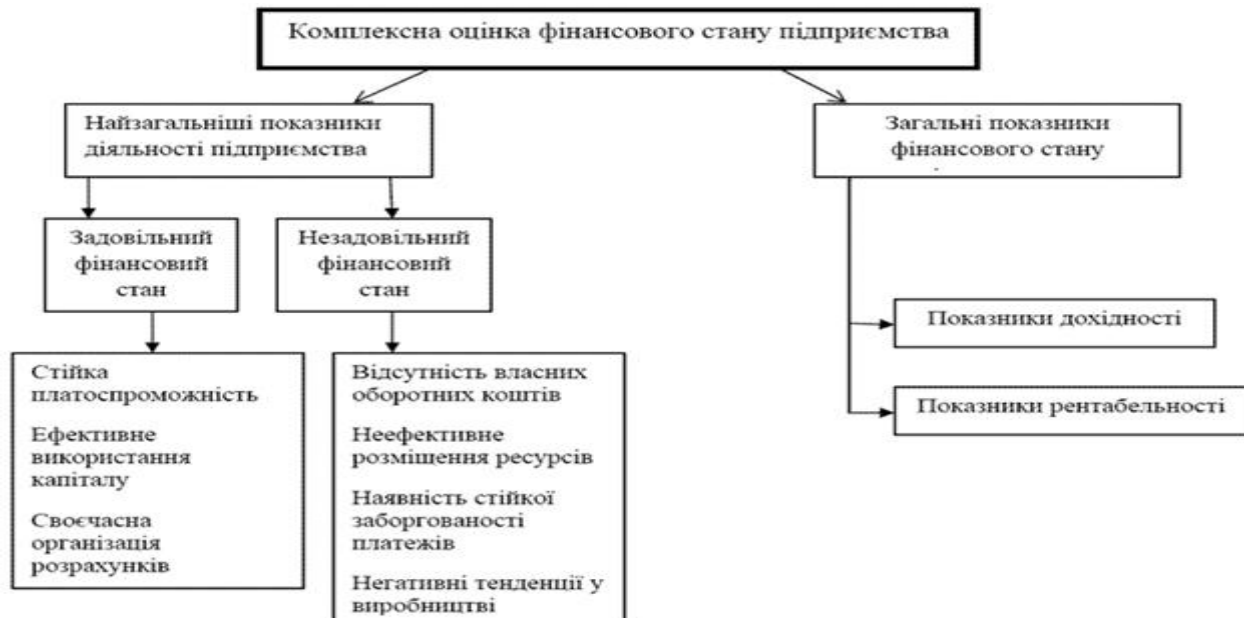 Комплексна оцінка фінансового стану підприємства
Найзагальніші показники
діяльності підприємства
Загальні показники
фінансового стану
Задовільний
фінансовий
стан
Незадовільний
фінансовий
стан
Показники дохідності
Показники рентабельності
Стійка
платоспроможність
Ефективне
використання
капіталу
Своєчасна
організація
розрахунків
Відсутність власних
оборотних коштів
Неефективне
розміщення ресурсів
Наявність стійкої
заборгованості
платежів
Негативні тенденції у
виробництві